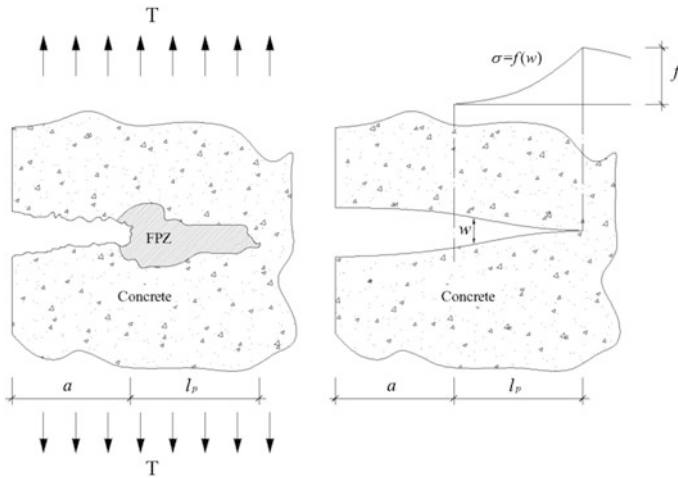 T
σ=f(w)
f
FPZ
w
Concrete
Concrete
a
lₚ
a
lₚ
T